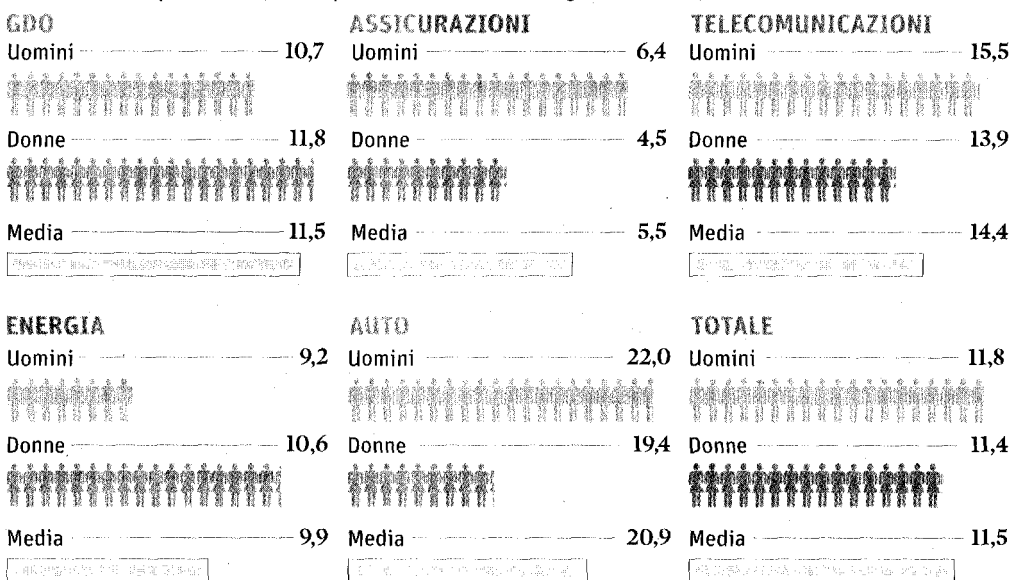 GDO
Uomini 10,7
Donne 11,8
Media 11,5
ASSICURAZIONI
Uomini 6,4
Donne 4,5
Media 5,5
TELECOMUNICAZIONI
Uomini 15,5
Donne 13,9
Media 14,4
ENERGIA
Uomini 9,2
Donne 10,6
Media 9,9
AUTO
Uomini 22,0
Donne 19,4
Media 20,9
TOTALE
Uomini 11,8
Donne 11,4
Media 11,5